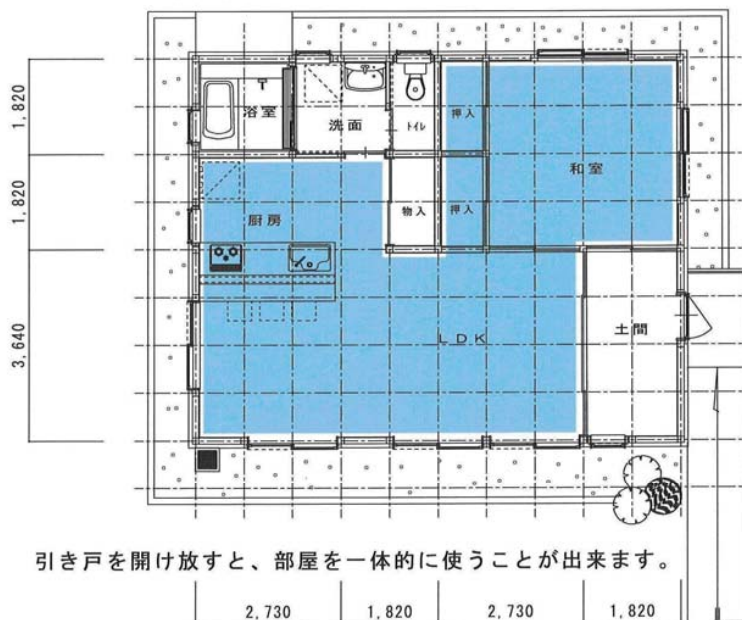 1,820
1,820
3,640
浴室
洗面
トイレ
押入
和室
厨房
物入
押入
LDK
土間
引き戸を開け放すと、部屋を一体的に使うことが出来ます。
2,730
1,820
2,730
1,820